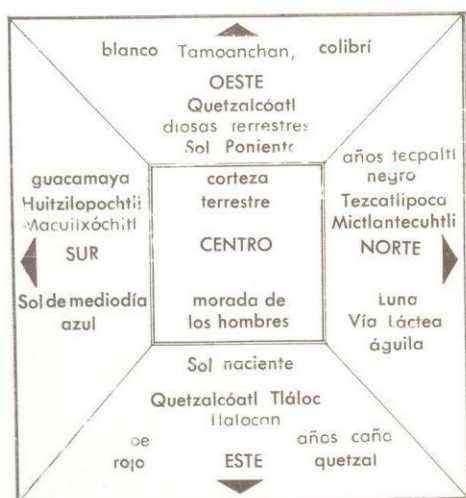 blanco Tamoanchan, colibrí
OESTE
Quetzalcóatl
diosas terrestres
Sol Poniente
guacamaya
Huitzilopochtli
Macuilxóchitl
SUR
Sol de mediodía
azul
corteza
terrestre
CENTRO
morada de
los hombres
años tecpaltl
negro
Tezcatlipoca
Mictlantecuhtli
NORTE
Luna
Vía Láctea
águila
Sol naciente
Quetzalcóatl Tláloc
Tlalocan
años caña
rojo ESTE quetzal